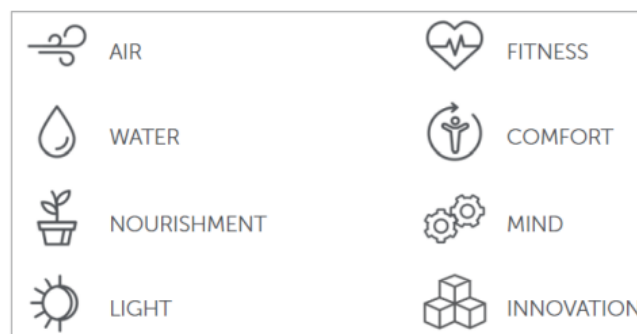 AIR
WATER
NOURISHMENT
LIGHT
FITNESS
COMFORT
MIND
INNOVATION